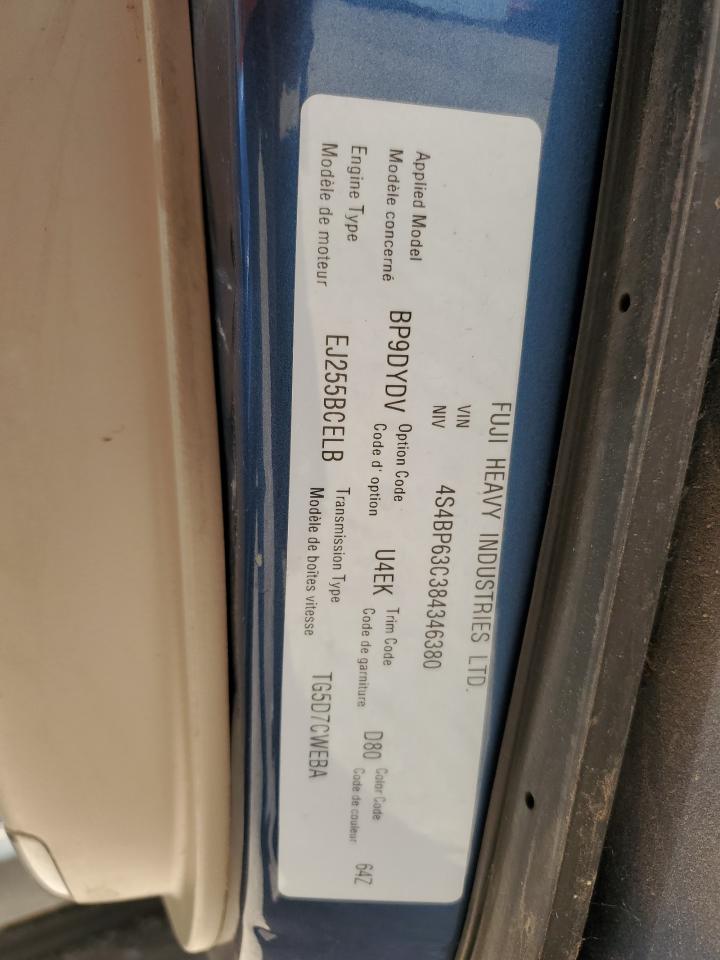 FUJI HEAVY INDUSTRIES LTD.
VIN
NIV 4S4BP63C384346380
Applied Model
Modèle concerné BP9DYDV Option Code
Code d' option U4EK Trim Code
Code de garniture D80 Color Code
Code de couleur 64Z
Engine Type
Modèle de moteur EJ255BCELB Transmission Type
Modèle de boîtes vitesse TG5D7CWEBA